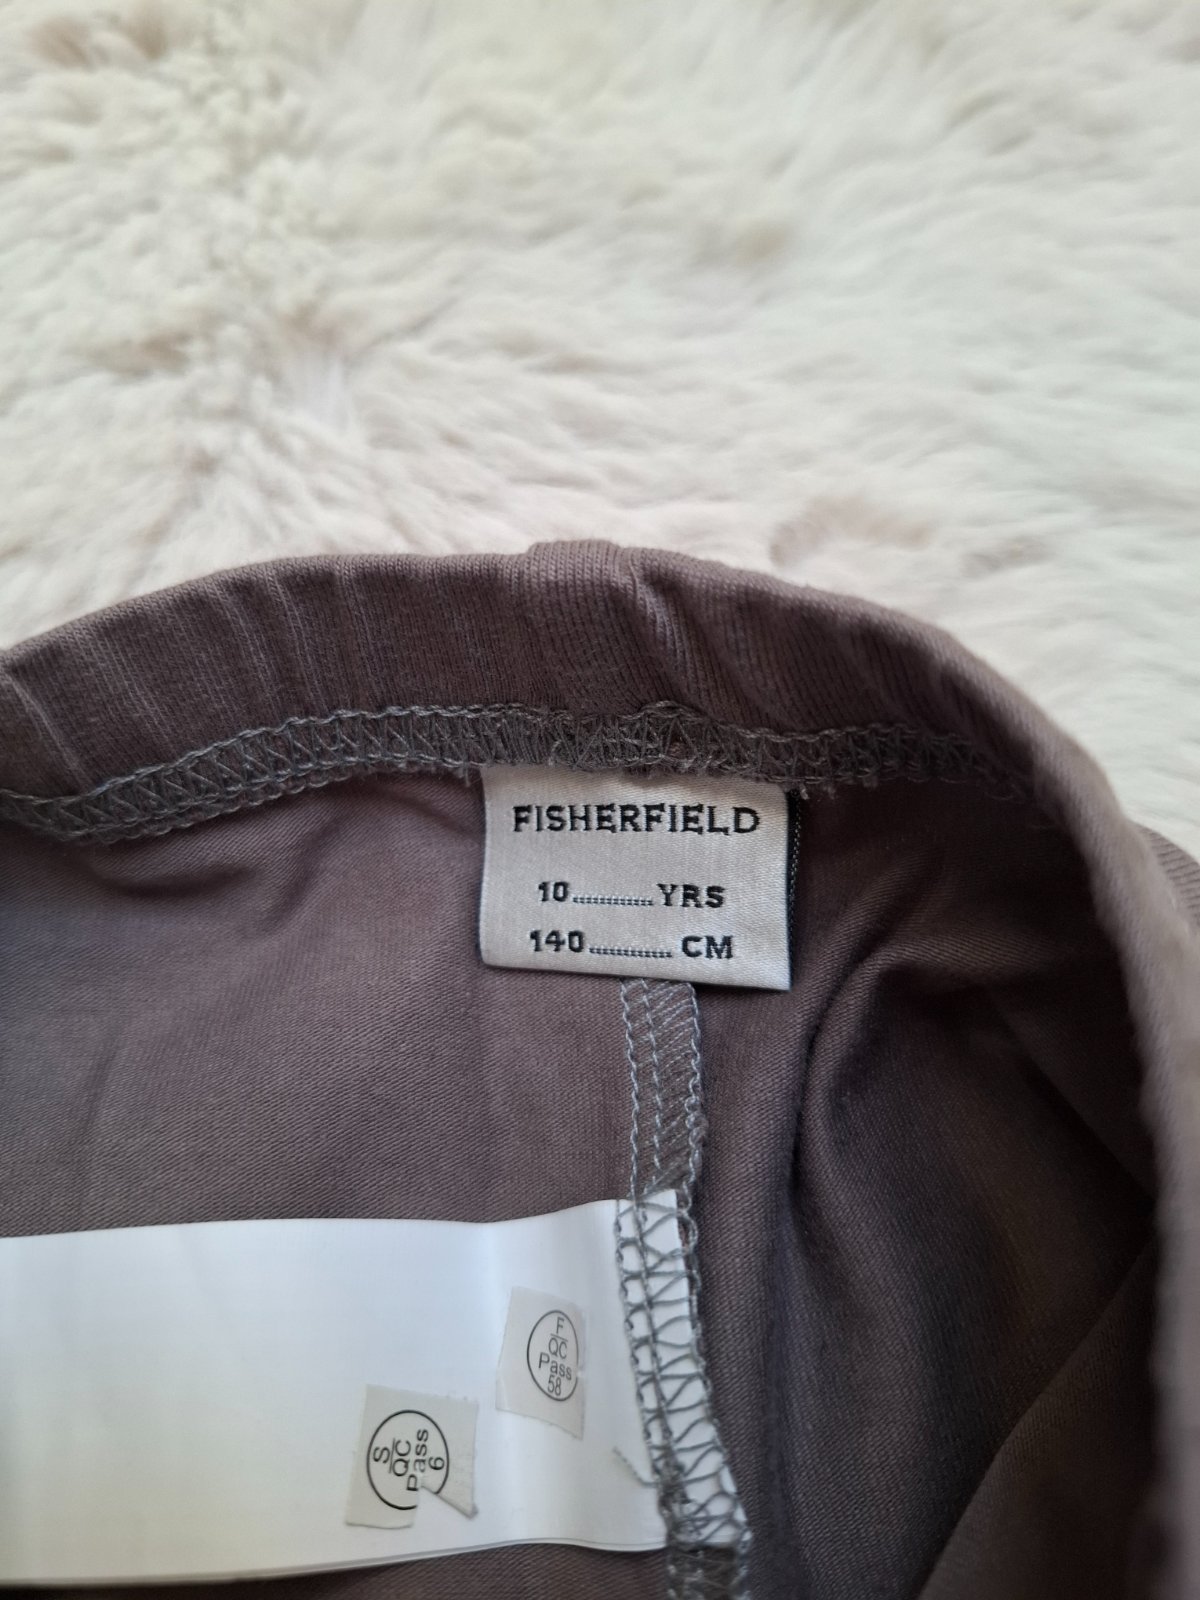 FISHERFIELD
10............YRS
140............CM
F
QC
Pass
58
S
QC
Pass
6